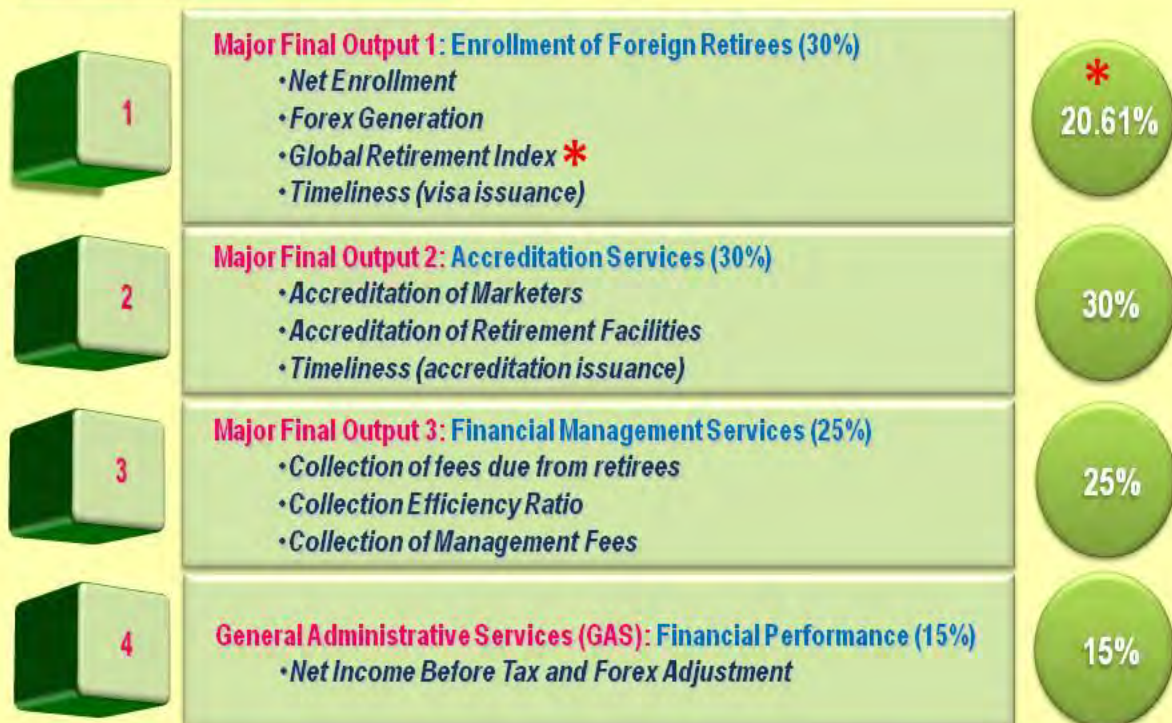 1
Major Final Output 1: Enrollment of Foreign Retirees (30%)
•Net Enrollment
•Forex Generation
•Global Retirement Index *
•Timeliness (visa issuance)
*
20.61%
2
Major Final Output 2: Accreditation Services (30%)
•Accreditation of Marketers
•Accreditation of Retirement Facilities
•Timeliness (accreditation issuance)
30%
3
Major Final Output 3: Financial Management Services (25%)
•Collection of fees due from retirees
•Collection Efficiency Ratio
•Collection of Management Fees
25%
4
General Administrative Services (GAS): Financial Performance (15%)
•Net Income Before Tax and Forex Adjustment
15%